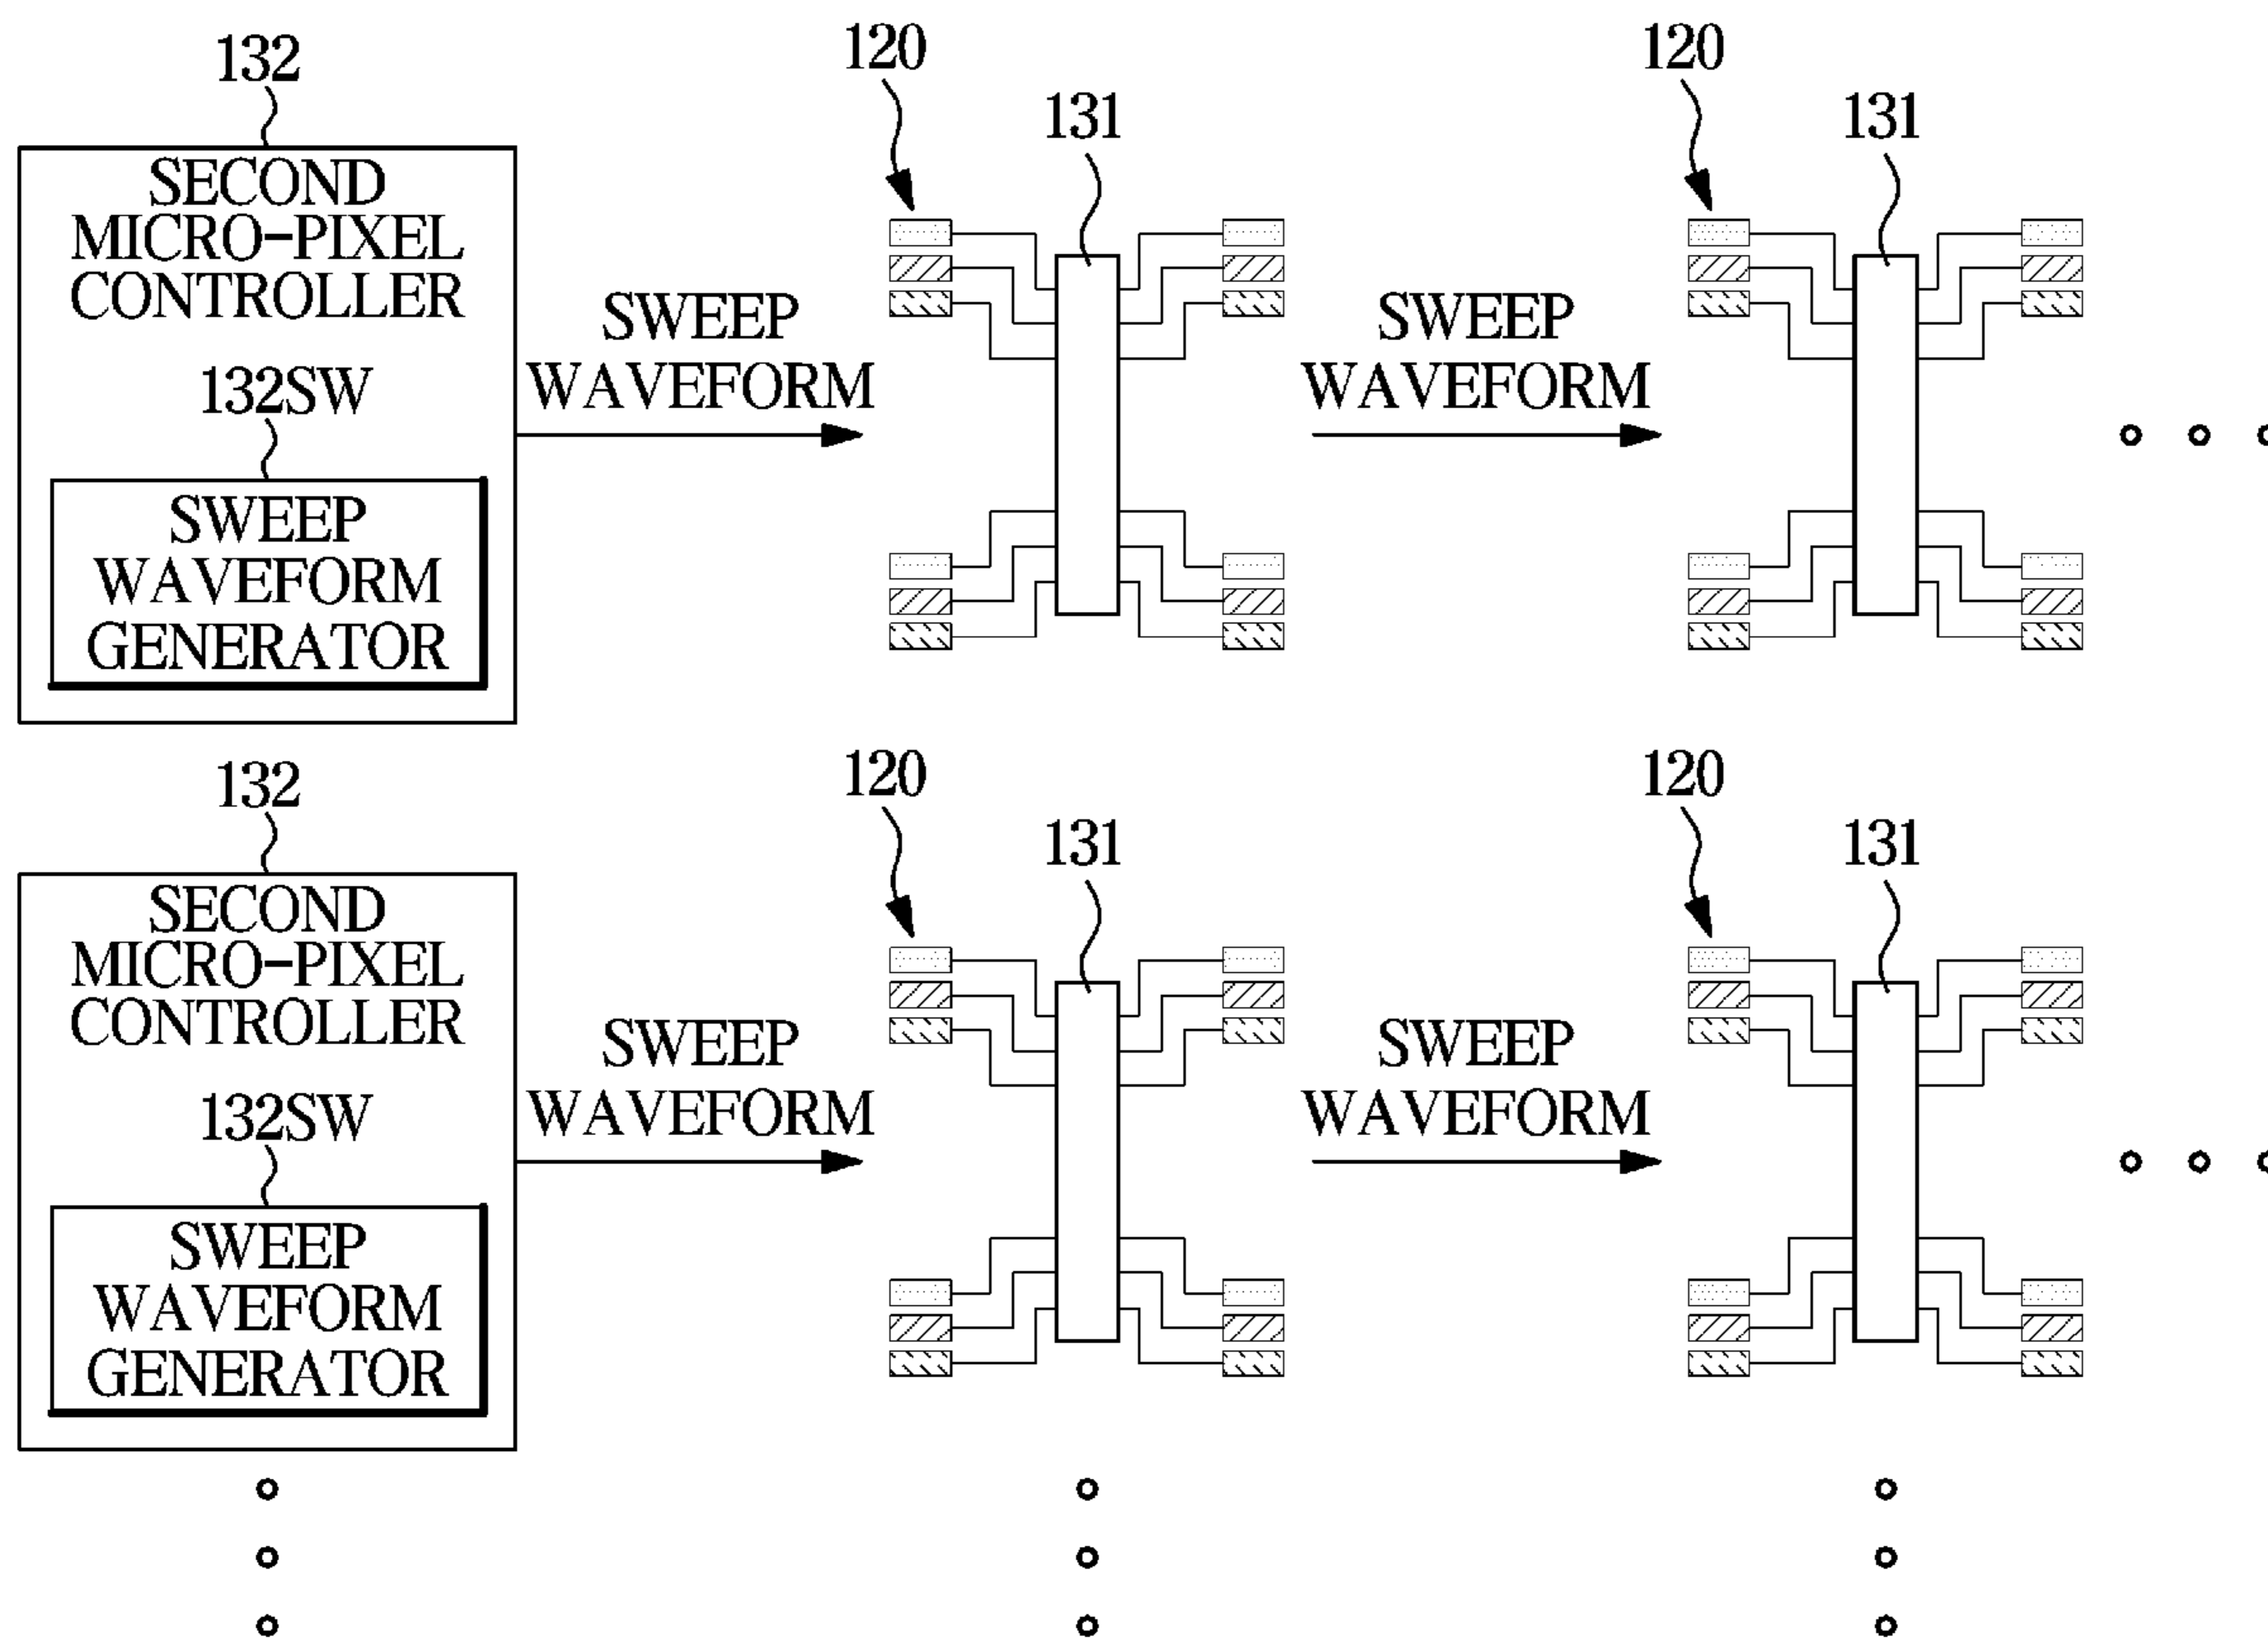 132
120
120
131
131
SECOND
MICRO-PIXEL
CONTROLLER
SWEEP
WAVEFORM
SWEEP
WAVEFORM
132SW
SWEEP
WAVEFORM
GENERATOR
132
120
120
131
131
SECOND
MICRO-PIXEL
CONTROLLER
SWEEP
WAVEFORM
SWEEP
WAVEFORM
132SW
SWEEP
WAVEFORM
GENERATOR